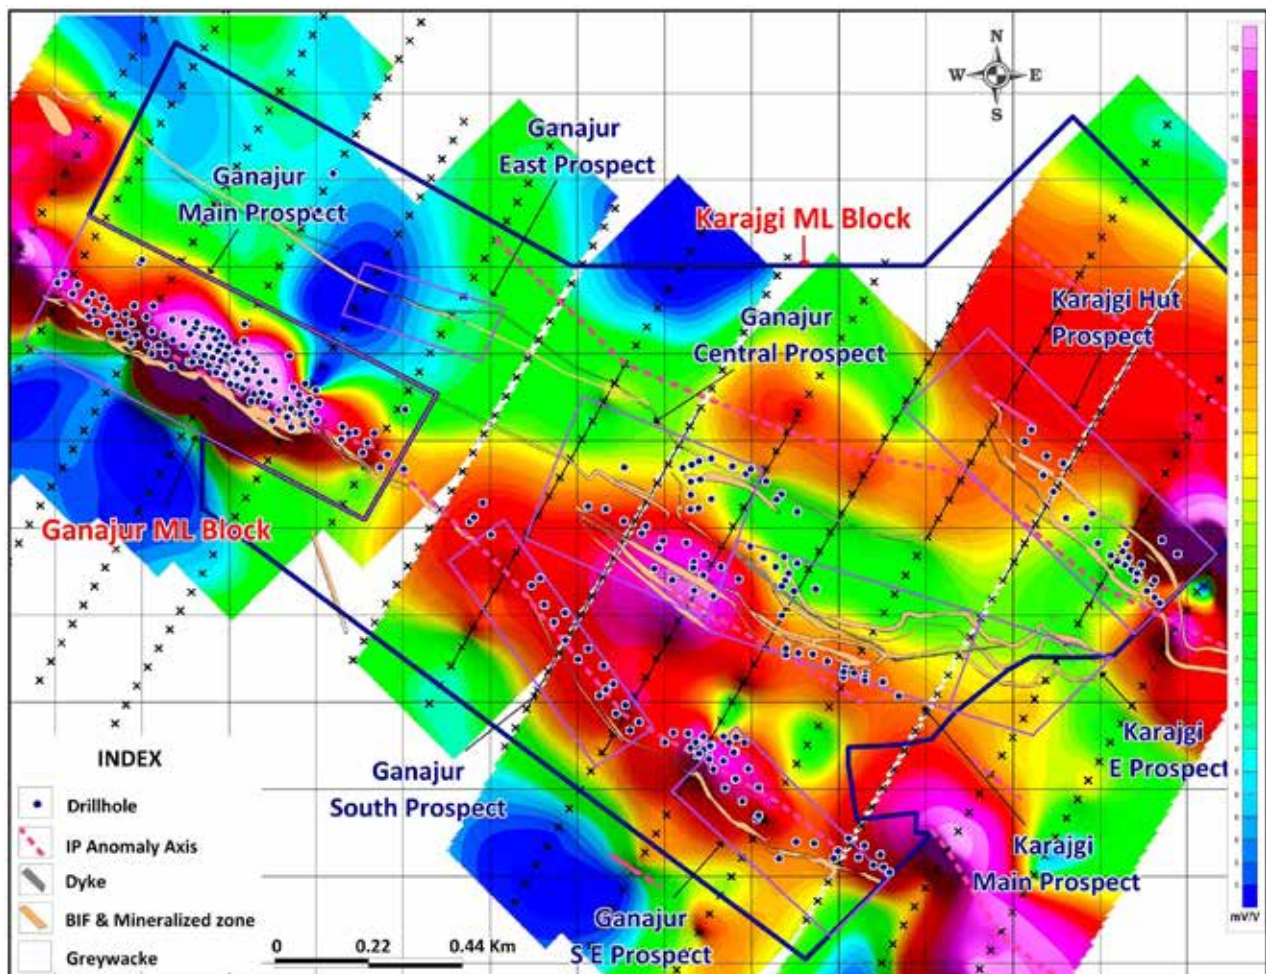 N
W E
S
Ganajur
East Prospect
Ganajur
Main Prospect
Karajgi ML Block
Karajgi Hut
Prospect
Ganajur
Central Prospect
Ganajur ML Block
Karajgi
E Prospect
Ganajur
South Prospect
Karajgi
Main Prospect
Ganajur
S E Prospect
INDEX
Drillhole
IP Anomaly Axis
Dyke
BIF & Mineralized zone
Greywacke
0 0.22 0.44 Km
mV/V